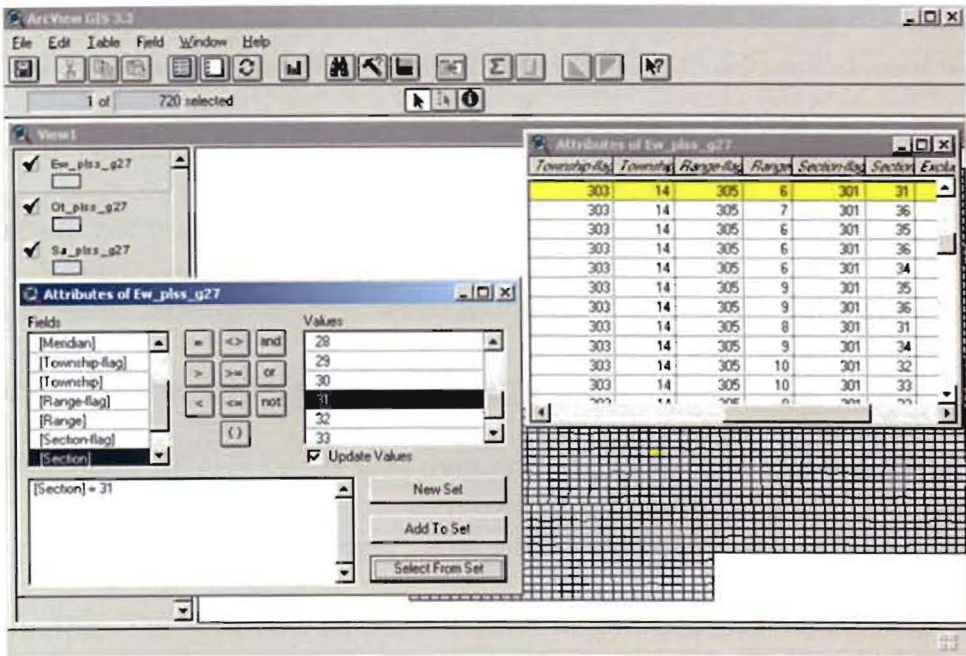 ArcView GIS 3.3
File Edit Table Field Window Help
1 of 720 selected
View1
Ew_plss_g27
Ot_plss_g27
Sa_plss_g27
Attributes of Ew_plss_g27
Township-flag Township Range-flag Range Section-flag Section Exclu
303 14 305 6 301 31
303 14 305 7 301 36
303 14 305 6 301 35
303 14 305 6 301 36
303 14 305 6 301 34
303 14 305 9 301 35
303 14 305 9 301 36
303 14 305 8 301 31
303 14 305 9 301 34
303 14 305 10 301 32
303 14 305 10 301 33
Attributes of Ew_plss_g27
Fields
[Meridian]
[Township-flag]
[Township]
[Range-flag]
[Range]
[Section-flag]
[Section]
= <> and
> >= or
< <= not
( )
Values
28
29
30
31
32
33
Update Values
[Section] = 31
New Set
Add To Set
Select From Set